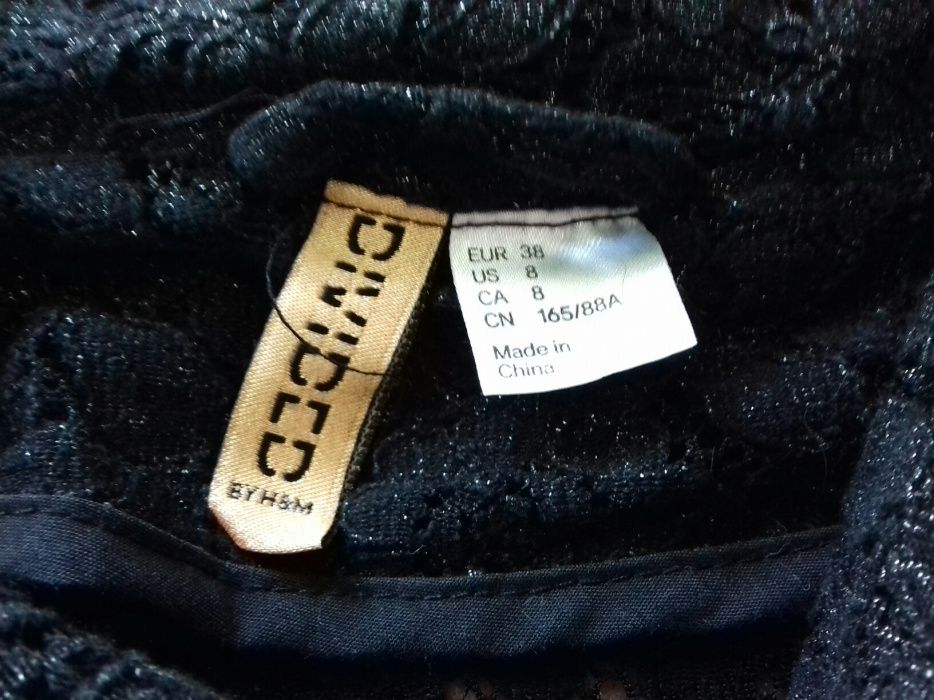 DIVIDED
BY H&M
EUR 38
US 8
CA 8
CN 165/88A
Made in
China